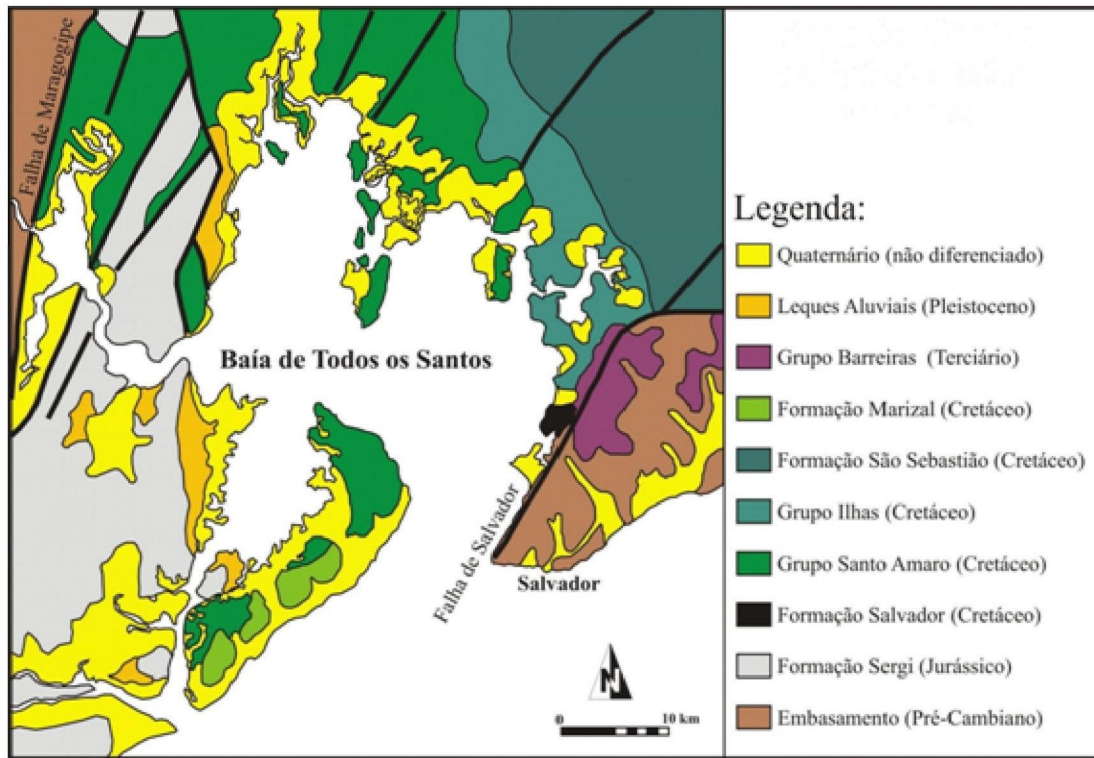 Falha de Maragogipe
Baía de Todos os Santos
Falha de Salvador
Salvador
N
0 10 km
Legenda:
Quaternário (não diferenciado)
Leques Aluviais (Pleistoceno)
Grupo Barreiras (Terciário)
Formação Marizal (Cretáceo)
Formação São Sebastião (Cretáceo)
Grupo Ilhas (Cretáceo)
Grupo Santo Amaro (Cretáceo)
Formação Salvador (Cretáceo)
Formação Sergi (Jurássico)
Embasamento (Pré-Cambiano)